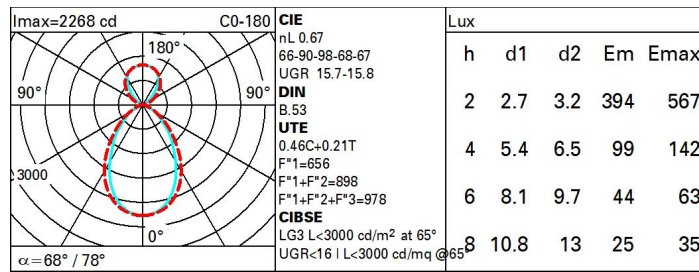 Imax=2268 cd C0-180
180°
90° 90°
3000
0°
α=68° / 78°
CIE
nL 0.67
66-90-98-68-67
UGR 15.7-15.8
DIN
B.53
UTE
0.46C+0.21T
F"1=656
F"1+F"2=898
F"1+F"2+F"3=978
CIBSE
LG3 L<3000 cd/m² at 65°
UGR<16 | L<3000 cd/mq @65°
Lux
h d1 d2 Em Emax
2 2.7 3.2 394 567
4 5.4 6.5 99 142
6 8.1 9.7 44 63
8 10.8 13 25 35